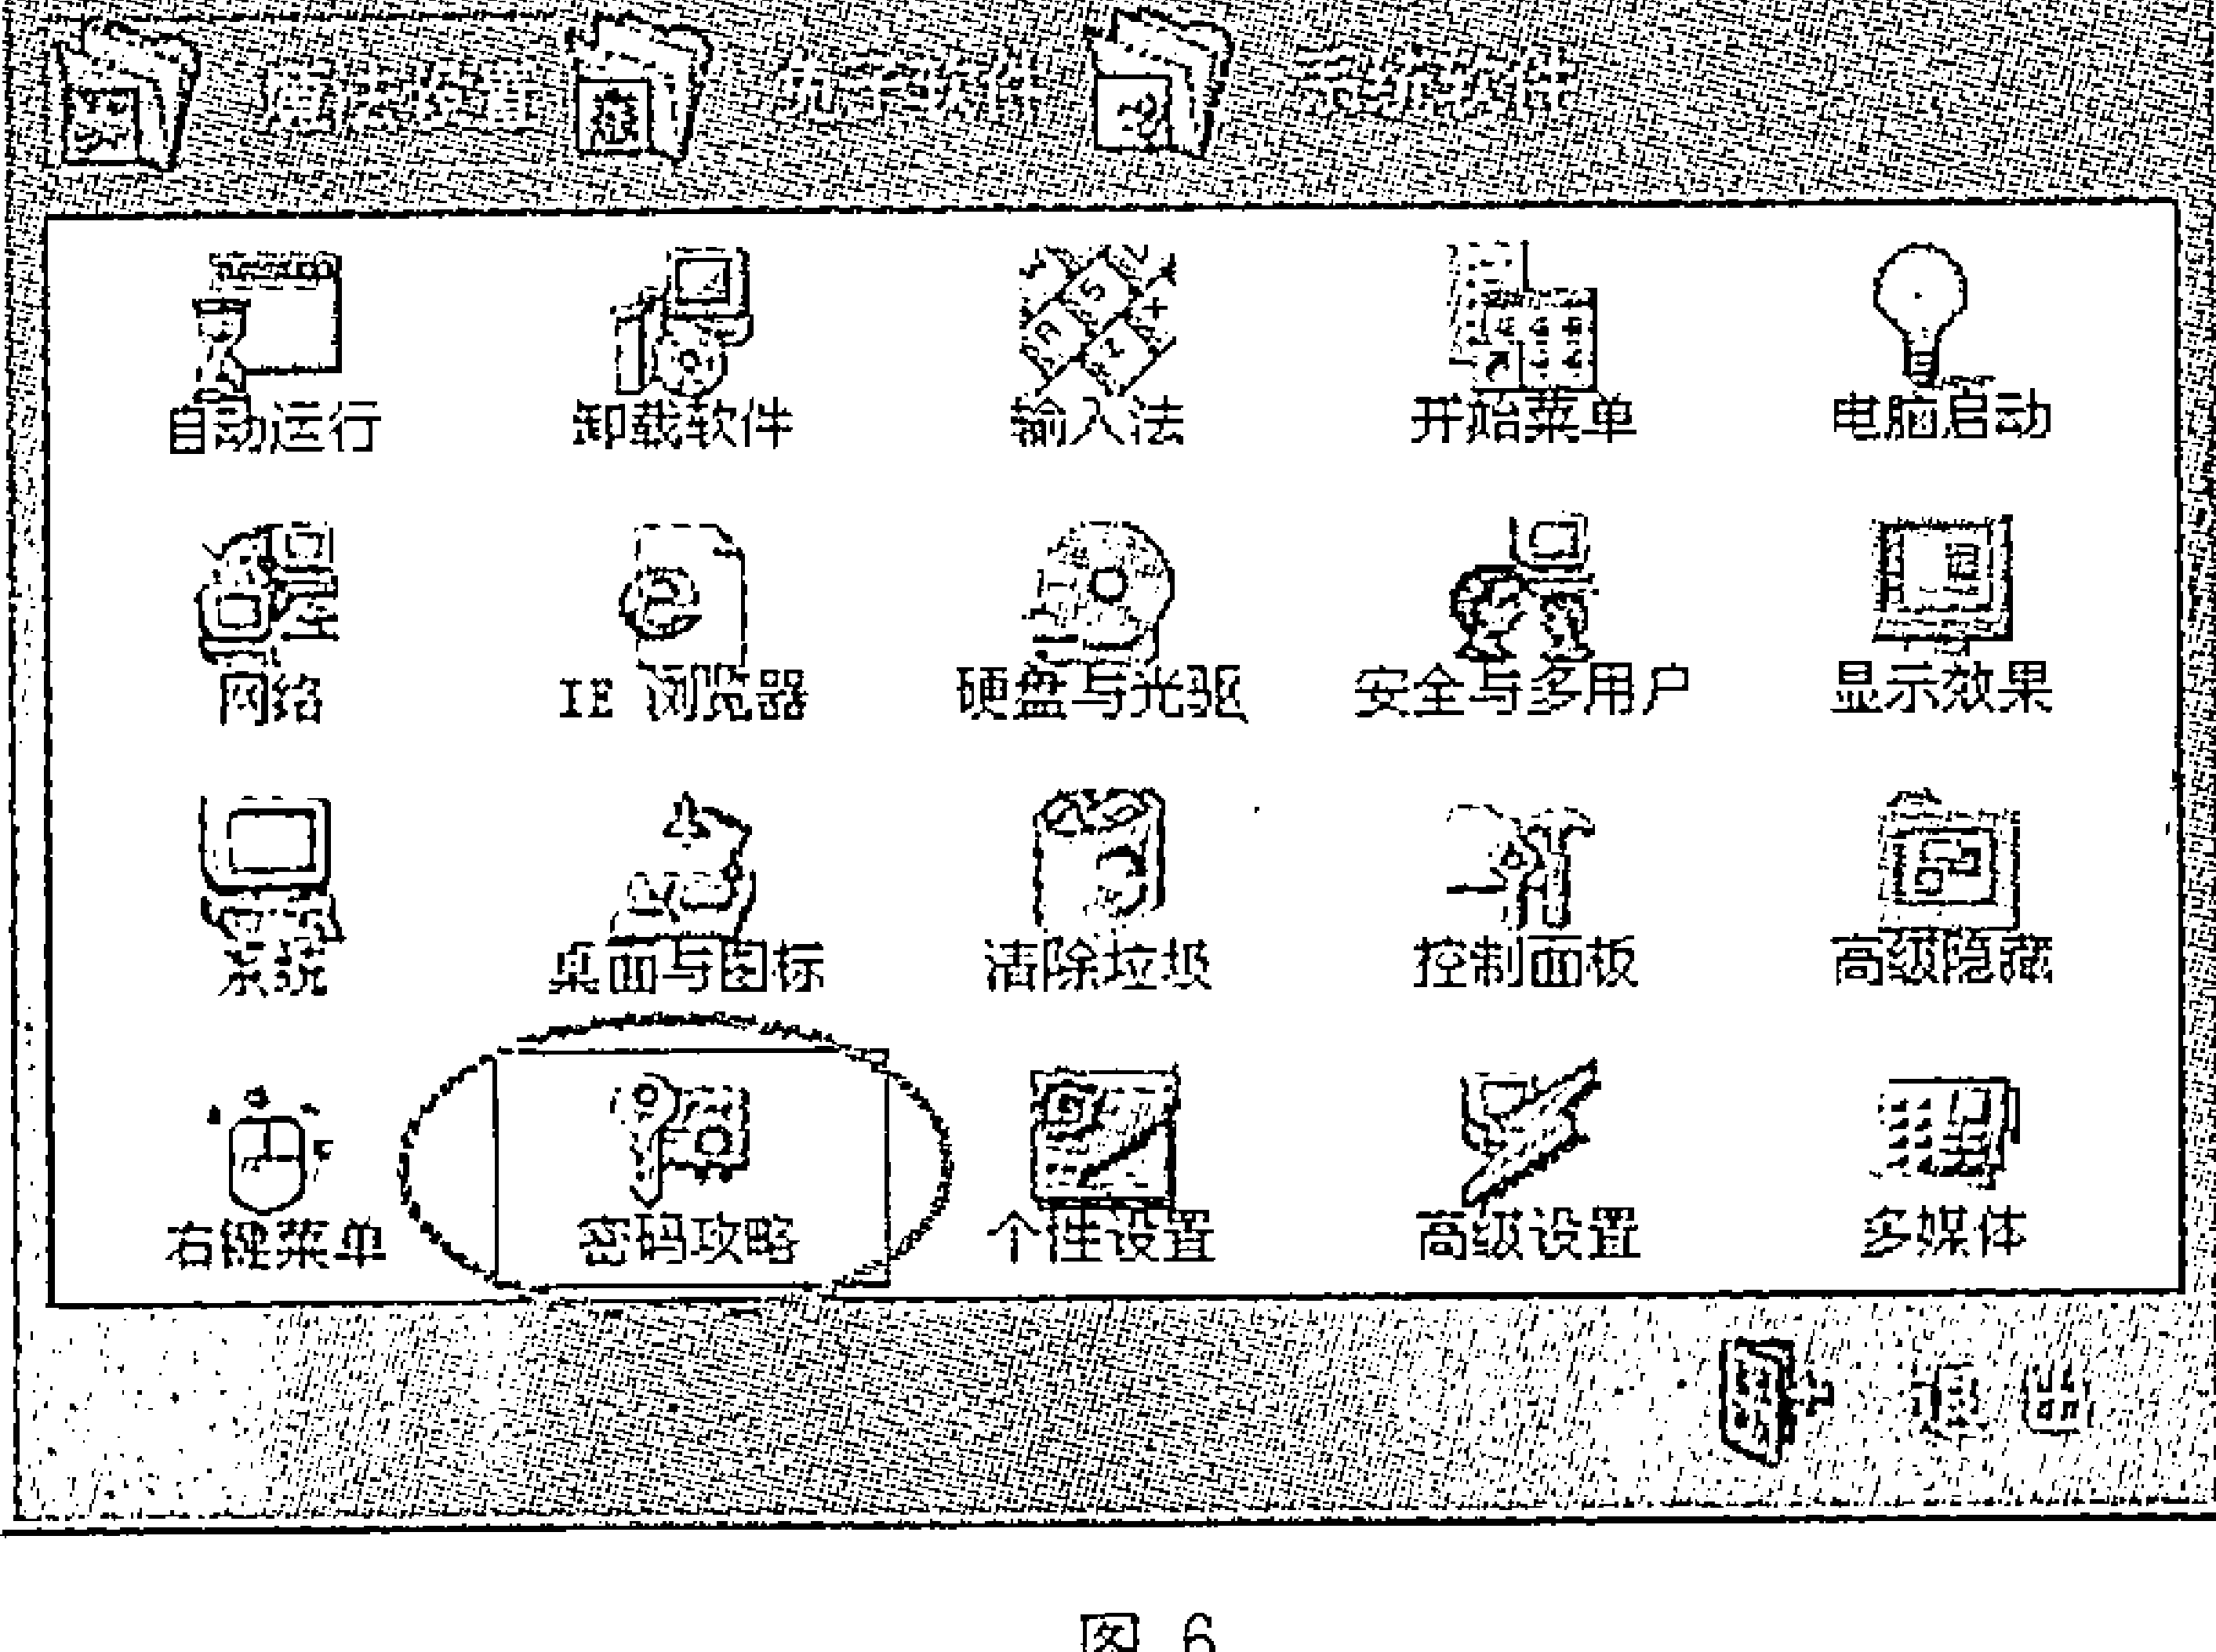 系统软件
自动运行 卸载软件 输入法 开始菜单 电脑启动
网络 IE 浏览器 硬盘与光驱 安全与多用户 显示效果
系统 桌面与图标 清除垃圾 控制面板 高级隐藏
右键菜单 密码攻略 个性设置 高级设置 多媒体
退出
图 6